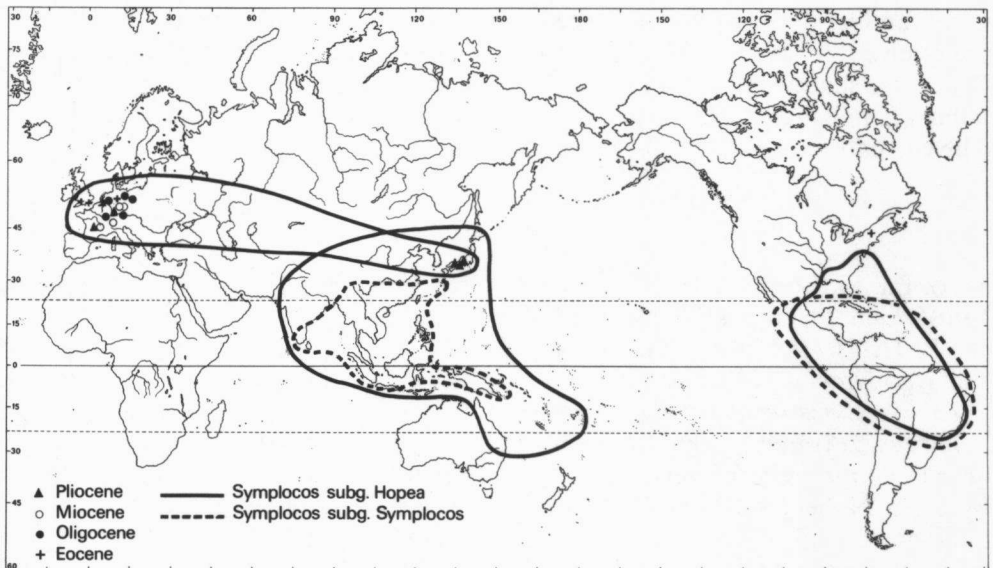 30 0 30 60 90 120 150 180 150 120 90 60 30
75
60
45
30
15
0
15
30
45
60
▲ Pliocene
○ Miocene
● Oligocene
+ Eocene
Symplocos subg. Hopea
Symplocos subg. Symplocos